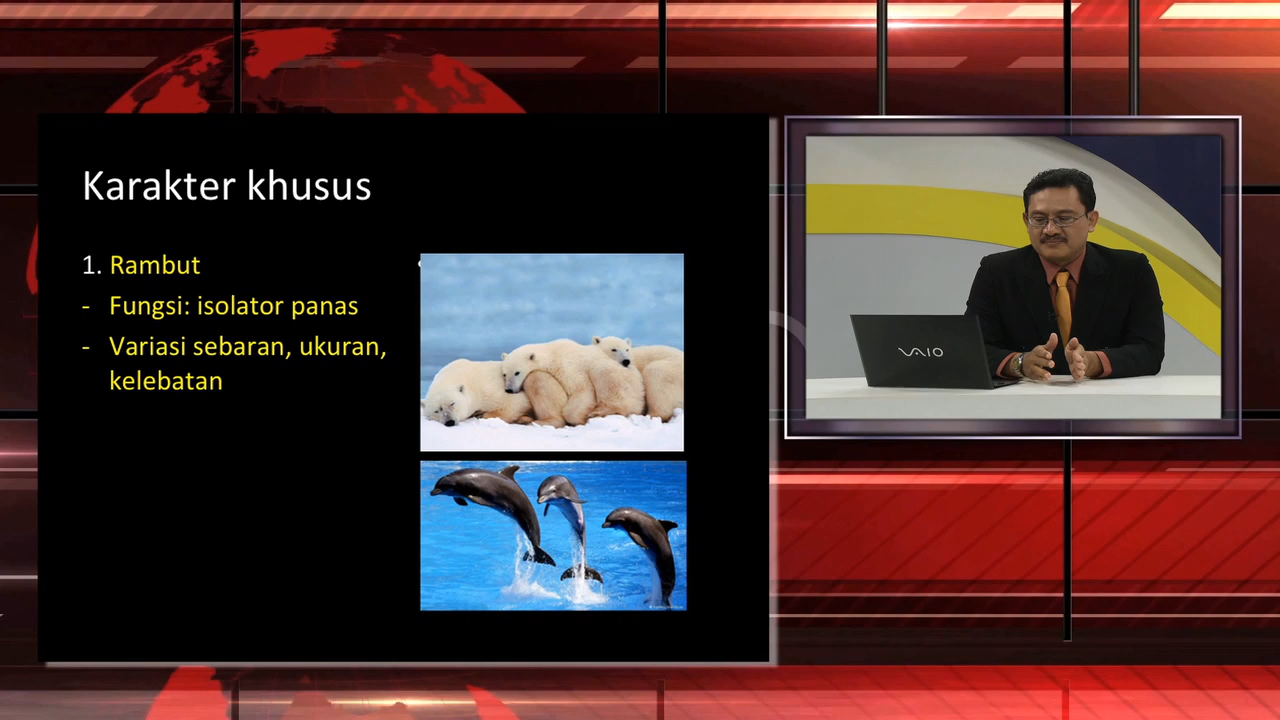 Karakter khusus
1. Rambut
- Fungsi: isolator panas
- Variasi sebaran, ukuran,
kelebatan
VAIO